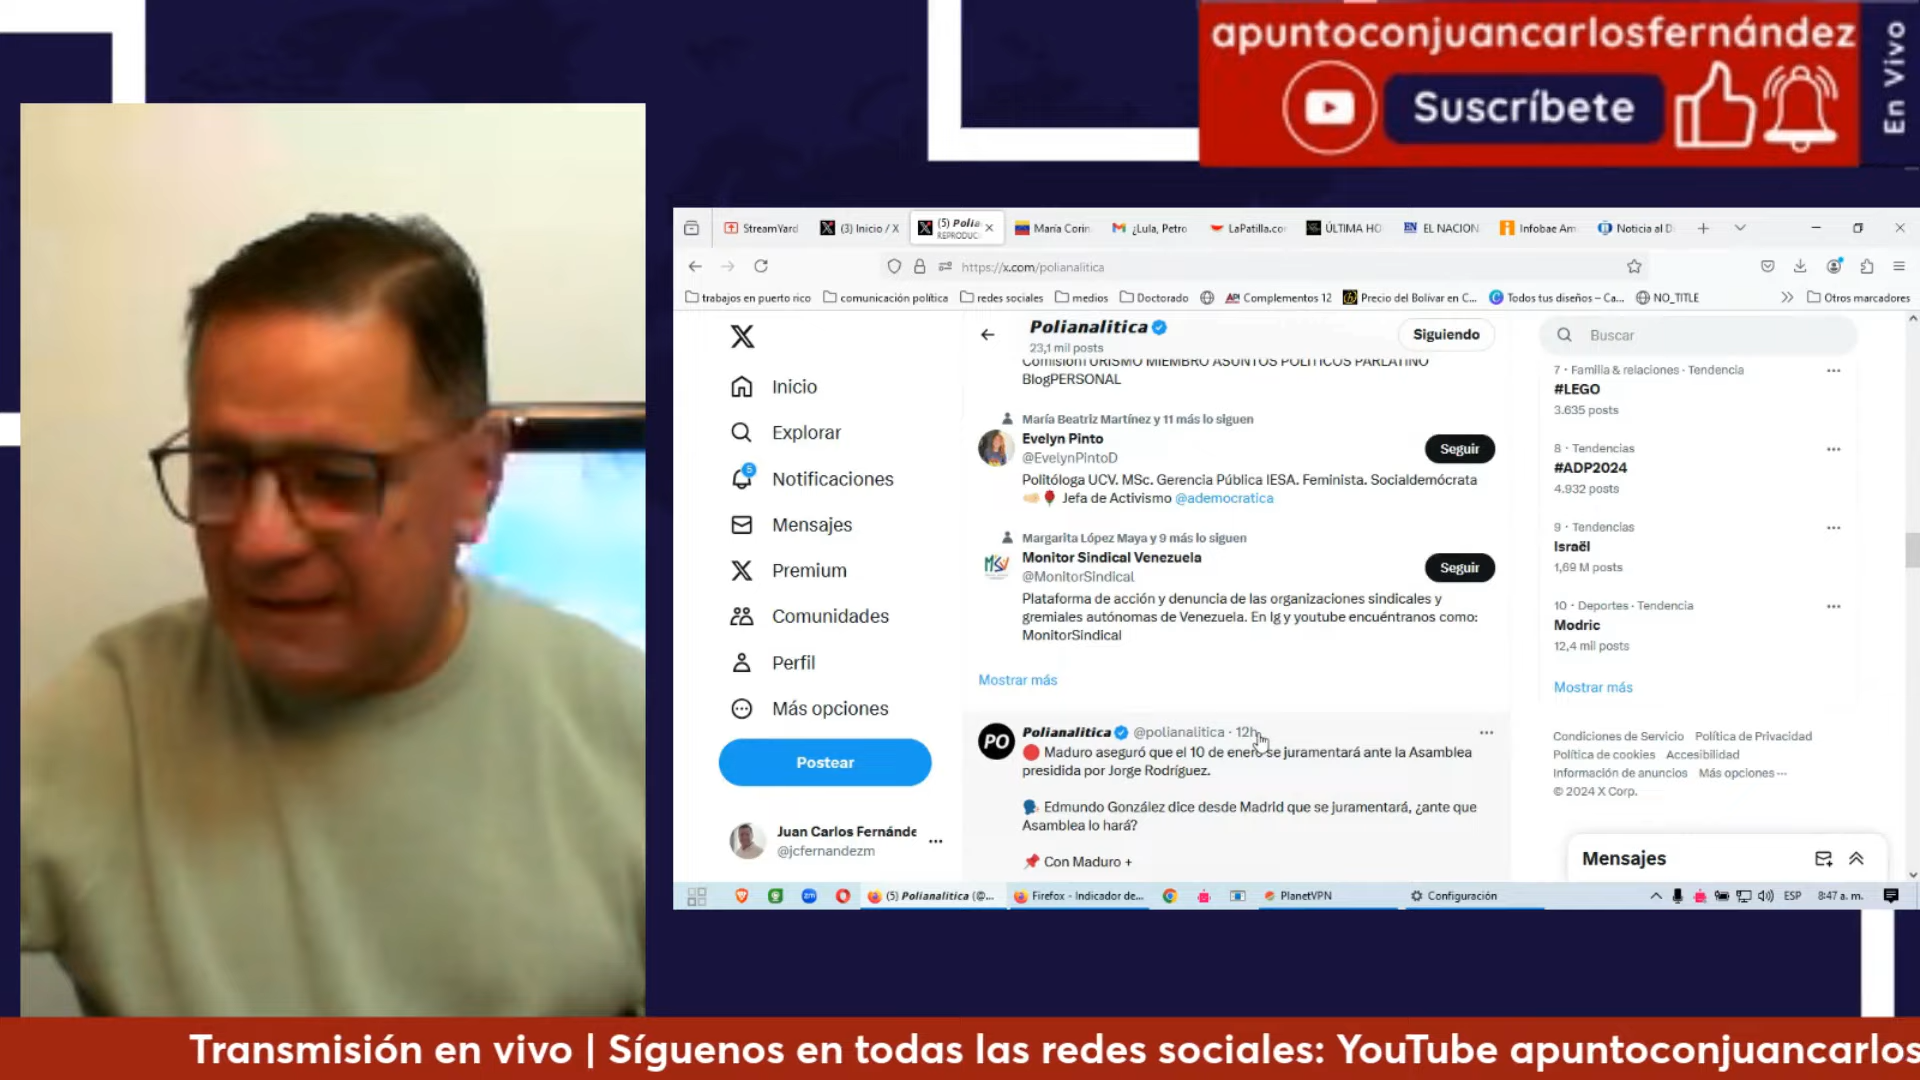 apuntoconjuancarlosfernández
Suscríbete
En Vivo
StreamYard
(3) Inicio / X
(5) Polia
REPRODUC
María Corin
¿Lula, Petro
LaPatilla.co
ÚLTIMA HO
EN EL NACION
Infobae Am
Noticia al D
https://x.com/polianalitica
trabajos en puerto rico
comunicación política
redes sociales
medios
Doctorado
API Complementos 12
Precio del Bolívar en C...
Todos tus diseños – Ca...
NO_TITLE
Otros marcadores
Inicio
Explorar
5
Notificaciones
Mensajes
Premium
Comunidades
Perfil
Más opciones
Postear
Juan Carlos Fernánde
@jcfernandezm
Polianalitica
23,1 mil posts
Siguiendo
ComisionTURISMO MIEMBRO ASUNTOS POLITICOS PARLATINO
BlogPERSONAL
María Beatriz Martínez y 11 más lo siguen
Evelyn Pinto
@EvelynPintoD
Seguir
Politóloga UCV. MSc. Gerencia Pública IESA. Feminista. Socialdemócrata
Jefa de Activismo @ademocratica
Margarita López Maya y 9 más lo siguen
MSV
Monitor Sindical Venezuela
@MonitorSindical
Seguir
Plataforma de acción y denuncia de las organizaciones sindicales y
gremiales autónomas de Venezuela. En Ig y youtube encuéntranos como:
MonitorSindical
Mostrar más
PO
Polianalitica @polianalitica · 12h
Maduro aseguró que el 10 de enero se juramentará ante la Asamblea
presidida por Jorge Rodríguez.
Edmundo González dice desde Madrid que se juramentará, ¿ante que
Asamblea lo hará?
Con Maduro +
Buscar
7 · Familia & relaciones · Tendencia
#LEGO
3.635 posts
8 · Tendencias
#ADP2024
4.932 posts
9 · Tendencias
Israël
1,69 M posts
10 · Deportes · Tendencia
Modric
12,4 mil posts
Mostrar más
Condiciones de Servicio Política de Privacidad
Política de cookies Accesibilidad
Información de anuncios Más opciones ···
© 2024 X Corp.
Mensajes
(5) Polianalitica (@...
Firefox - Indicador de...
PlanetVPN
Configuración
ESP
8:47 a. m.
Transmisión en vivo | Síguenos en todas las redes sociales: YouTube apuntoconjuancarlos